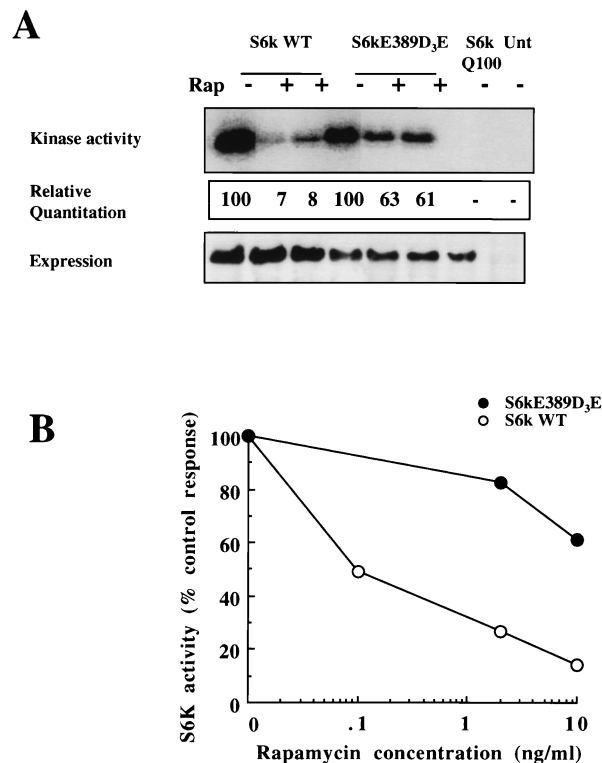 A
S6k WT S6kE389D3E S6k Unt
Q100
Rap - + + - + + - -
Kinase activity
Relative
Quantitation
100 7 8 100 63 61 - -
Expression
B
S6kE389D3E
S6k WT
S6K activity (% control response)
100
80
60
40
20
0
0 .1 1 10
Rapamycin concentration (ng/ml)